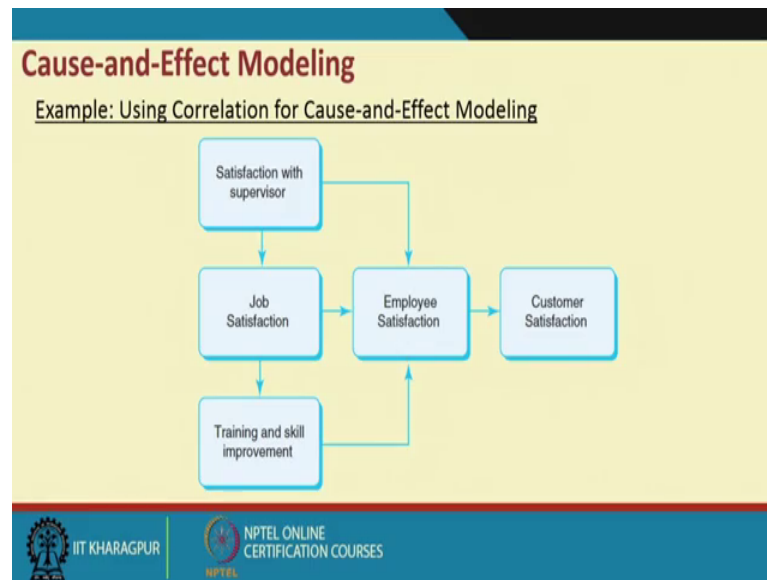 Cause-and-Effect Modeling
Example: Using Correlation for Cause-and-Effect Modeling
Satisfaction with
supervisor
Job
Satisfaction
Employee
Satisfaction
Customer
Satisfaction
Training and skill
improvement
IIT KHARAGPUR
NPTEL
NPTEL ONLINE
CERTIFICATION COURSES